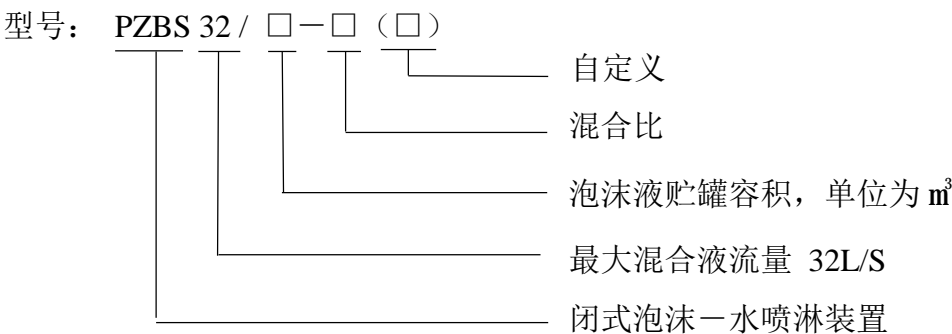 型号： PZBS 32 / □－□（□）
自定义
混合比
泡沫液贮罐容积，单位为 m³
最大混合液流量 32L/S
闭式泡沫－水喷淋装置